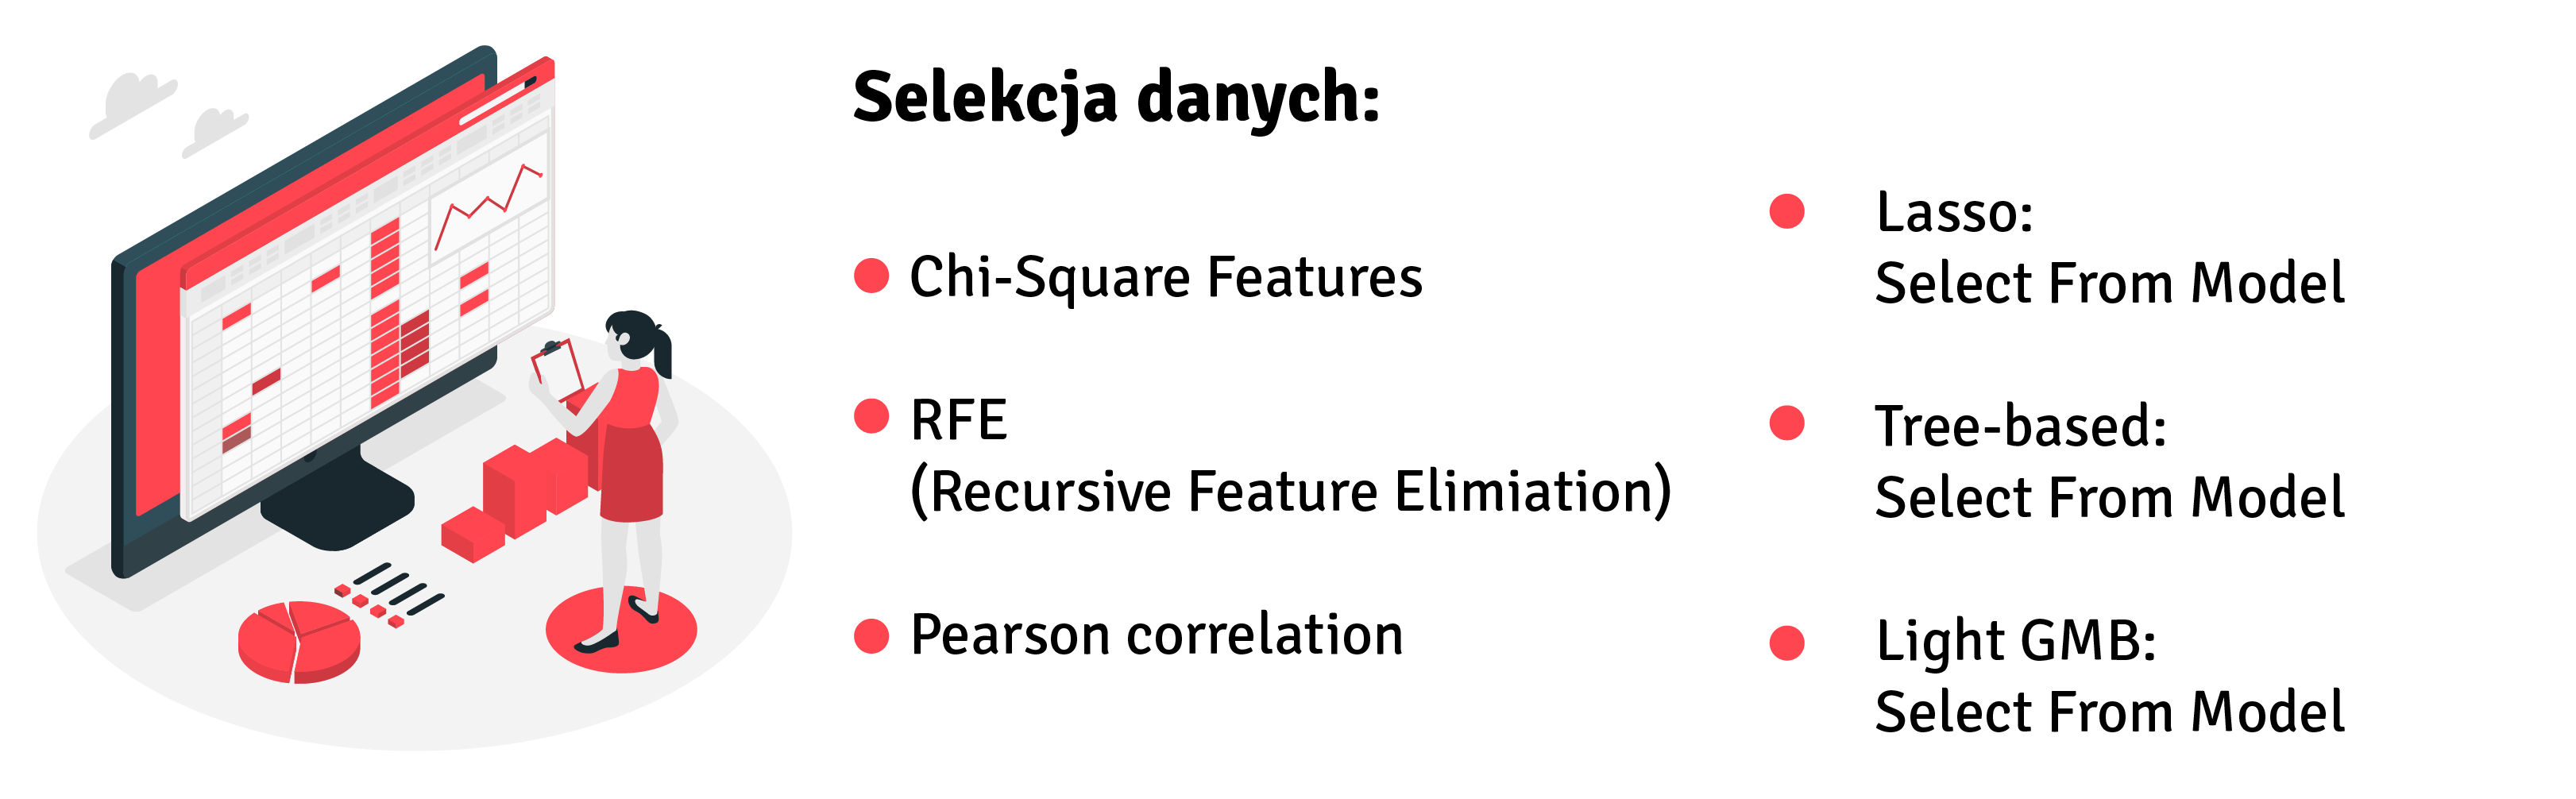 Selekcja danych:
Chi-Square Features
RFE
(Recursive Feature Elimiation)
Pearson correlation
Lasso:
Select From Model
Tree-based:
Select From Model
Light GMB:
Select From Model